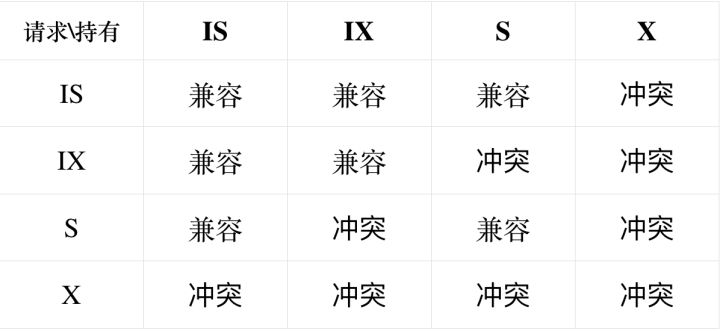 请求\持有 IS IX S X
IS 兼容 兼容 兼容 冲突
IX 兼容 兼容 冲突 冲突
S 兼容 冲突 兼容 冲突
X 冲突 冲突 冲突 冲突